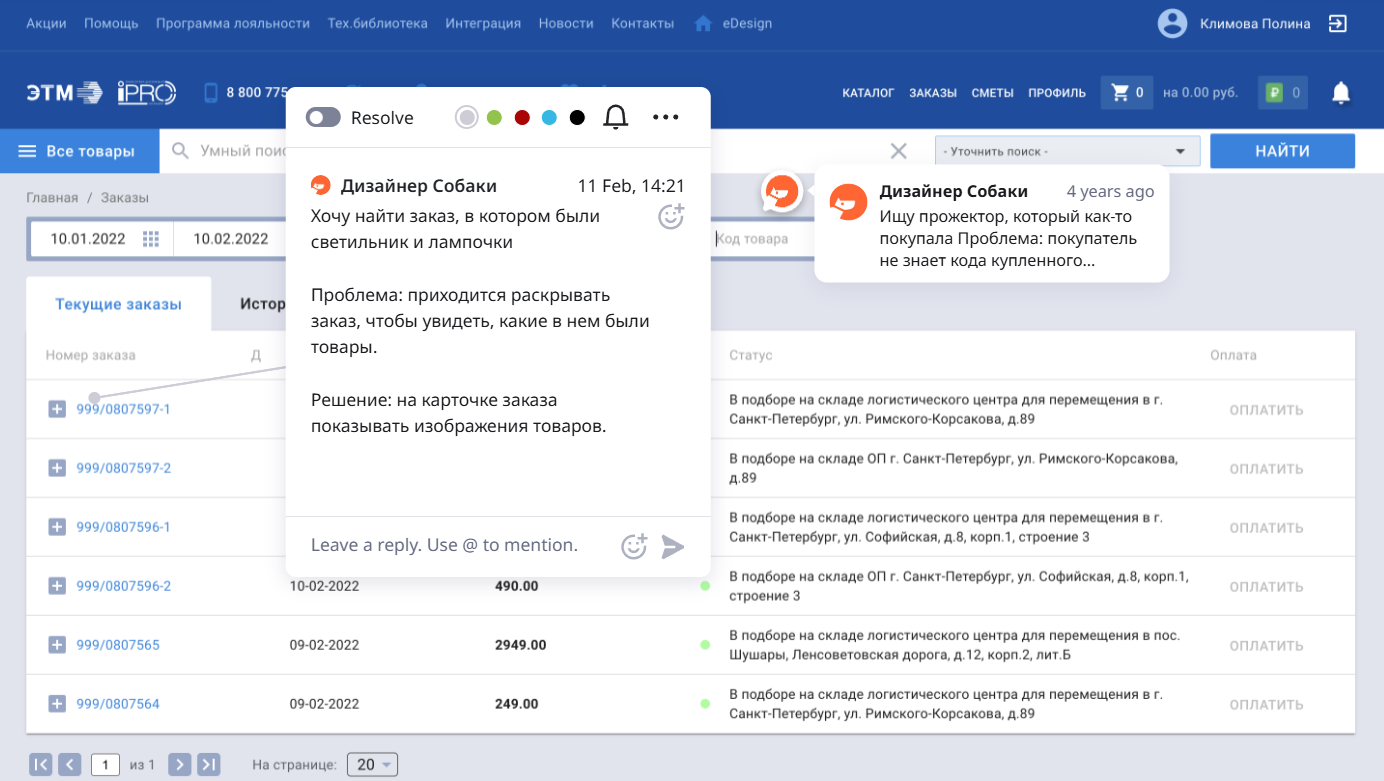 Акции Помощь Программа лояльности Тех.библиотека Интеграция Новости Контакты eDesign Климова Полина
ЭТМ iPRO 8 800 775 КАТАЛОГ ЗАКАЗЫ СМЕТЫ ПРОФИЛЬ 0 на 0.00 руб. ₽ 0
Все товары Умный - Уточнить поиск - НАЙТИ
Главная / Заказы
10.01.2022 10.02.2022 Код товара
Текущие заказы
Resolve
Дизайнер Собаки 11 Feb, 14:21
Хочу найти заказ, в котором были
светильник и лампочки
Проблема: приходится раскрывать
заказ, чтобы увидеть, какие в нем были
товары.
Решение: на карточке заказа
показывать изображения товаров.
Leave a reply. Use @ to mention.
Дизайнер Собаки 4 years ago
Ищу прожектор, который как-то
покупала Проблема: покупатель
не знает кода купленного...
Номер заказа Д Статус Оплата
999/0807597-1 В подборе на складе логистического центра для перемещения в г.
Санкт-Петербург, ул. Римского-Корсакова, д.89 ОПЛАТИТЬ
999/0807597-2 В подборе на складе ОП г. Санкт-Петербург, ул. Римского-Корсакова,
д.89 ОПЛАТИТЬ
999/0807596-1 В подборе на складе логистического центра для перемещения в г.
Санкт-Петербург, ул. Софийская, д.8, корп.1, строение 3 ОПЛАТИТЬ
999/0807596-2 10-02-2022 490.00 В подборе на складе ОП г. Санкт-Петербург, ул. Софийская, д.8, корп.1,
строение 3 ОПЛАТИТЬ
999/0807565 09-02-2022 2949.00 В подборе на складе логистического центра для перемещения в пос.
Шушары, Ленсоветовская дорога, д.12, корп.2, лит.Б ОПЛАТИТЬ
999/0807564 09-02-2022 249.00 В подборе на складе логистического центра для перемещения в г.
Санкт-Петербург, ул. Римского-Корсакова, д.89 ОПЛАТИТЬ
1 из 1 На странице: 20